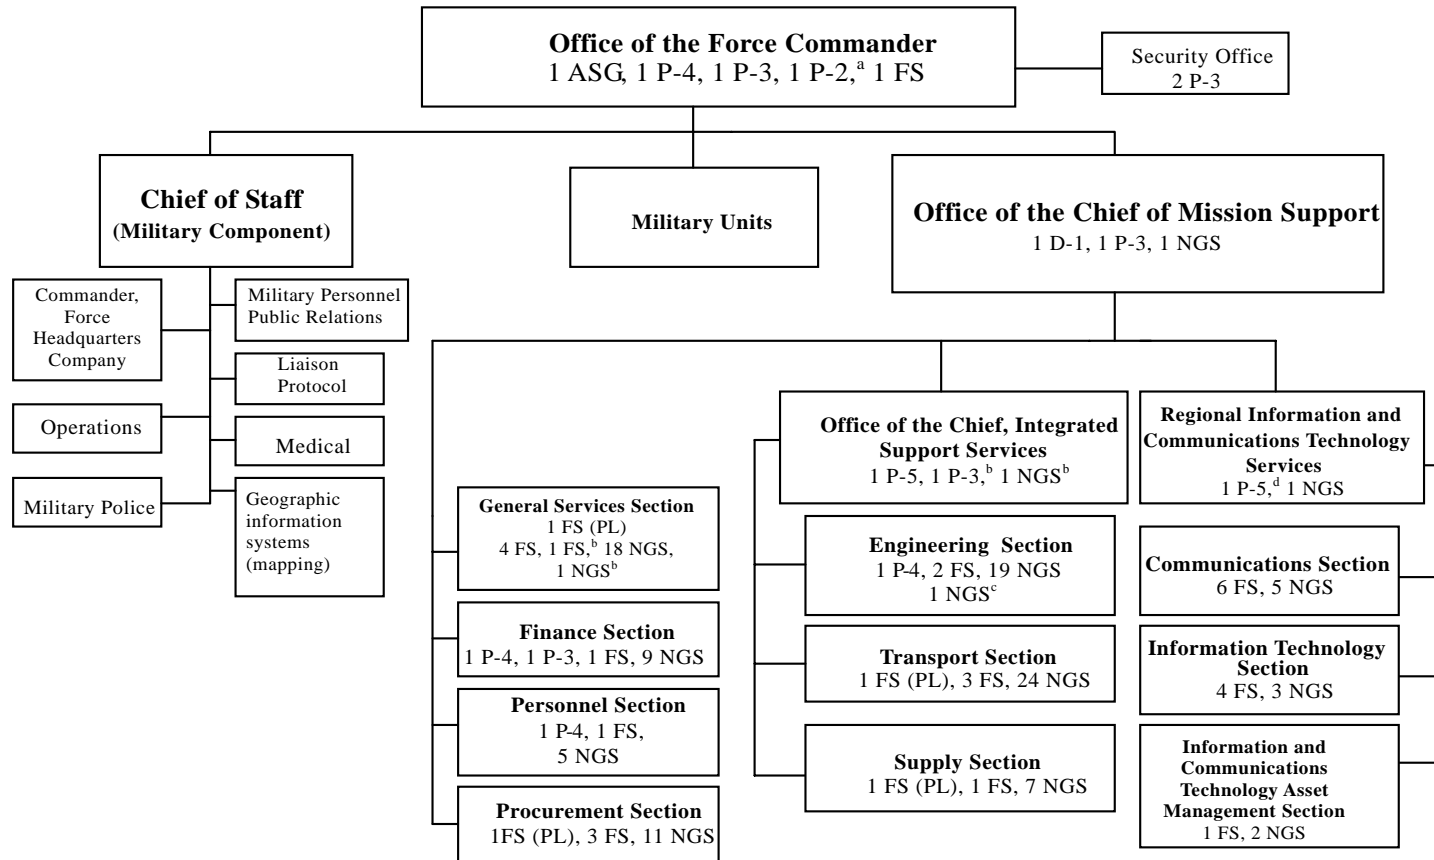 Office of the Force Commander
1 ASG, 1 P-4, 1 P-3, 1 P-2,ᵃ 1 FS
Security Office
2 P-3
Chief of Staff
(Military Component)
Military Units
Office of the Chief of Mission Support
1 D-1, 1 P-3, 1 NGS
Commander,
Force
Headquarters
Company
Military Personnel
Public Relations
Liaison
Protocol
Operations
Medical
Military Police
Geographic
information
systems
(mapping)
General Services Section
1 FS (PL)
4 FS, 1 FS,ᵇ 18 NGS,
1 NGSᵇ
Finance Section
1 P-4, 1 P-3, 1 FS, 9 NGS
Personnel Section
1 P-4, 1 FS,
5 NGS
Procurement Section
1FS (PL), 3 FS, 11 NGS
Office of the Chief, Integrated
Support Services
1 P-5, 1 P-3,ᵇ 1 NGSᵇ
Engineering Section
1 P-4, 2 FS, 19 NGS
1 NGSᶜ
Transport Section
1 FS (PL), 3 FS, 24 NGS
Supply Section
1 FS (PL), 1 FS, 7 NGS
Regional Information and
Communications Technology
Services
1 P-5,ᵈ 1 NGS
Communications Section
6 FS, 5 NGS
Information Technology
Section
4 FS, 3 NGS
Information and
Communications
Technology Asset
Management Section
1 FS, 2 NGS